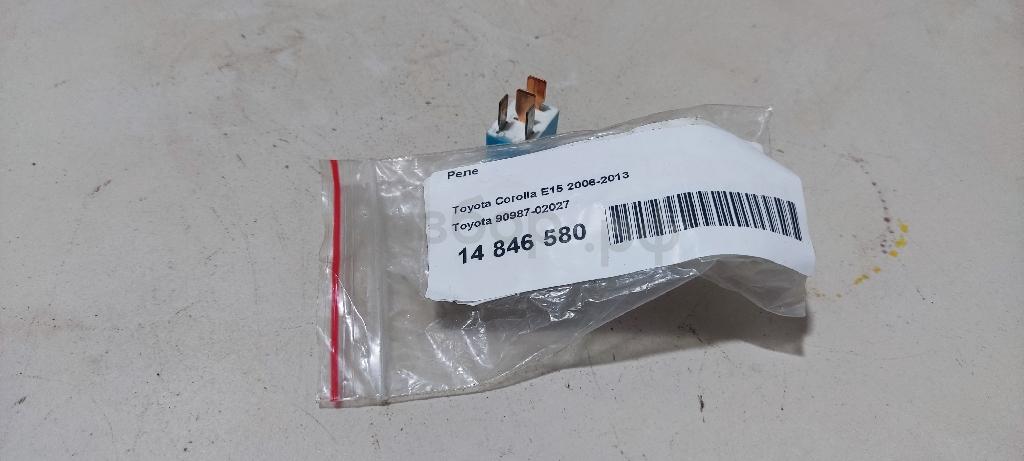 Реле
Toyota Corolla E15 2006-2013
Toyota 90987-02027
14 846 580